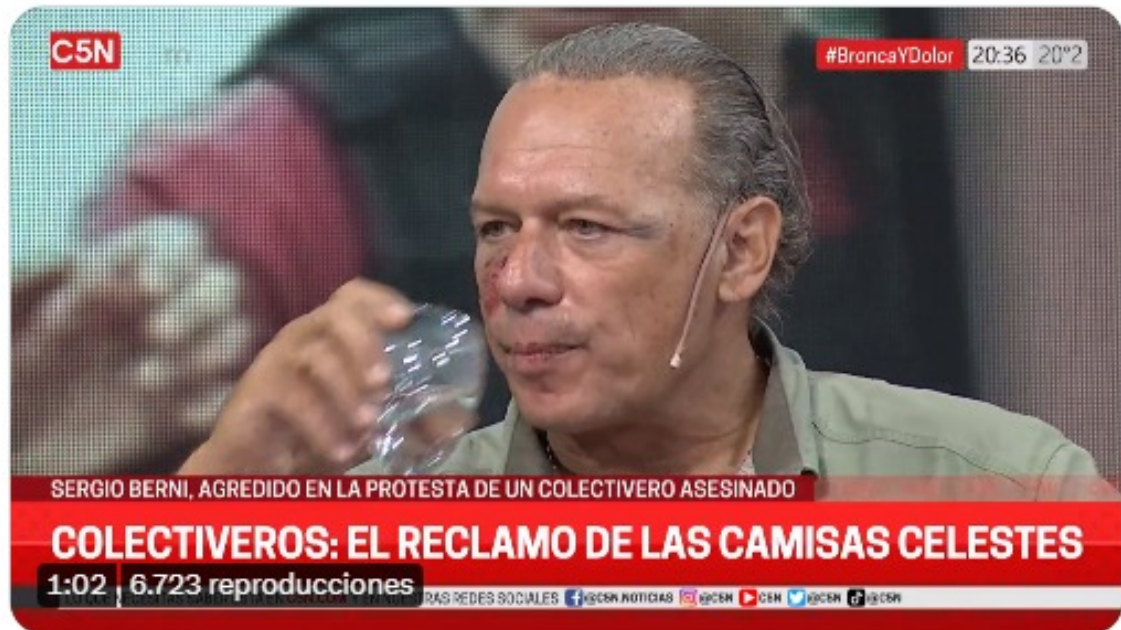 C5N
#BroncaYDolor 20:36 20°2
SERGIO BERNI, AGREDIDO EN LA PROTESTA DE UN COLECTIVERO ASESINADO
COLECTIVEROS: EL RECLAMO DE LAS CAMISAS CELESTES
1:02 6.723 reproducciones
RAS REDES SOCIALES @C5N.NOTICIAS @C5N C5N @C5N @C5N